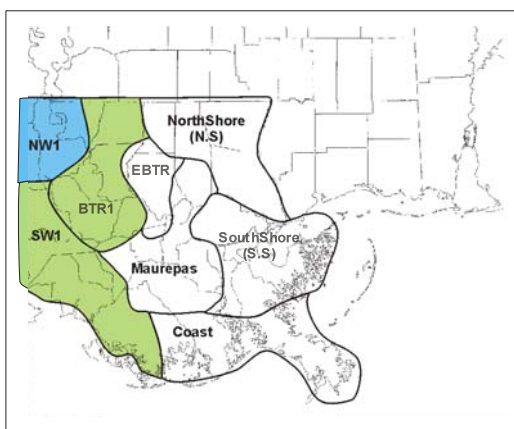 NorthShore
(N.S)
NW1
EBTR
BTR1
SW1
SouthShore
(S.S)
Maurepas
Coast